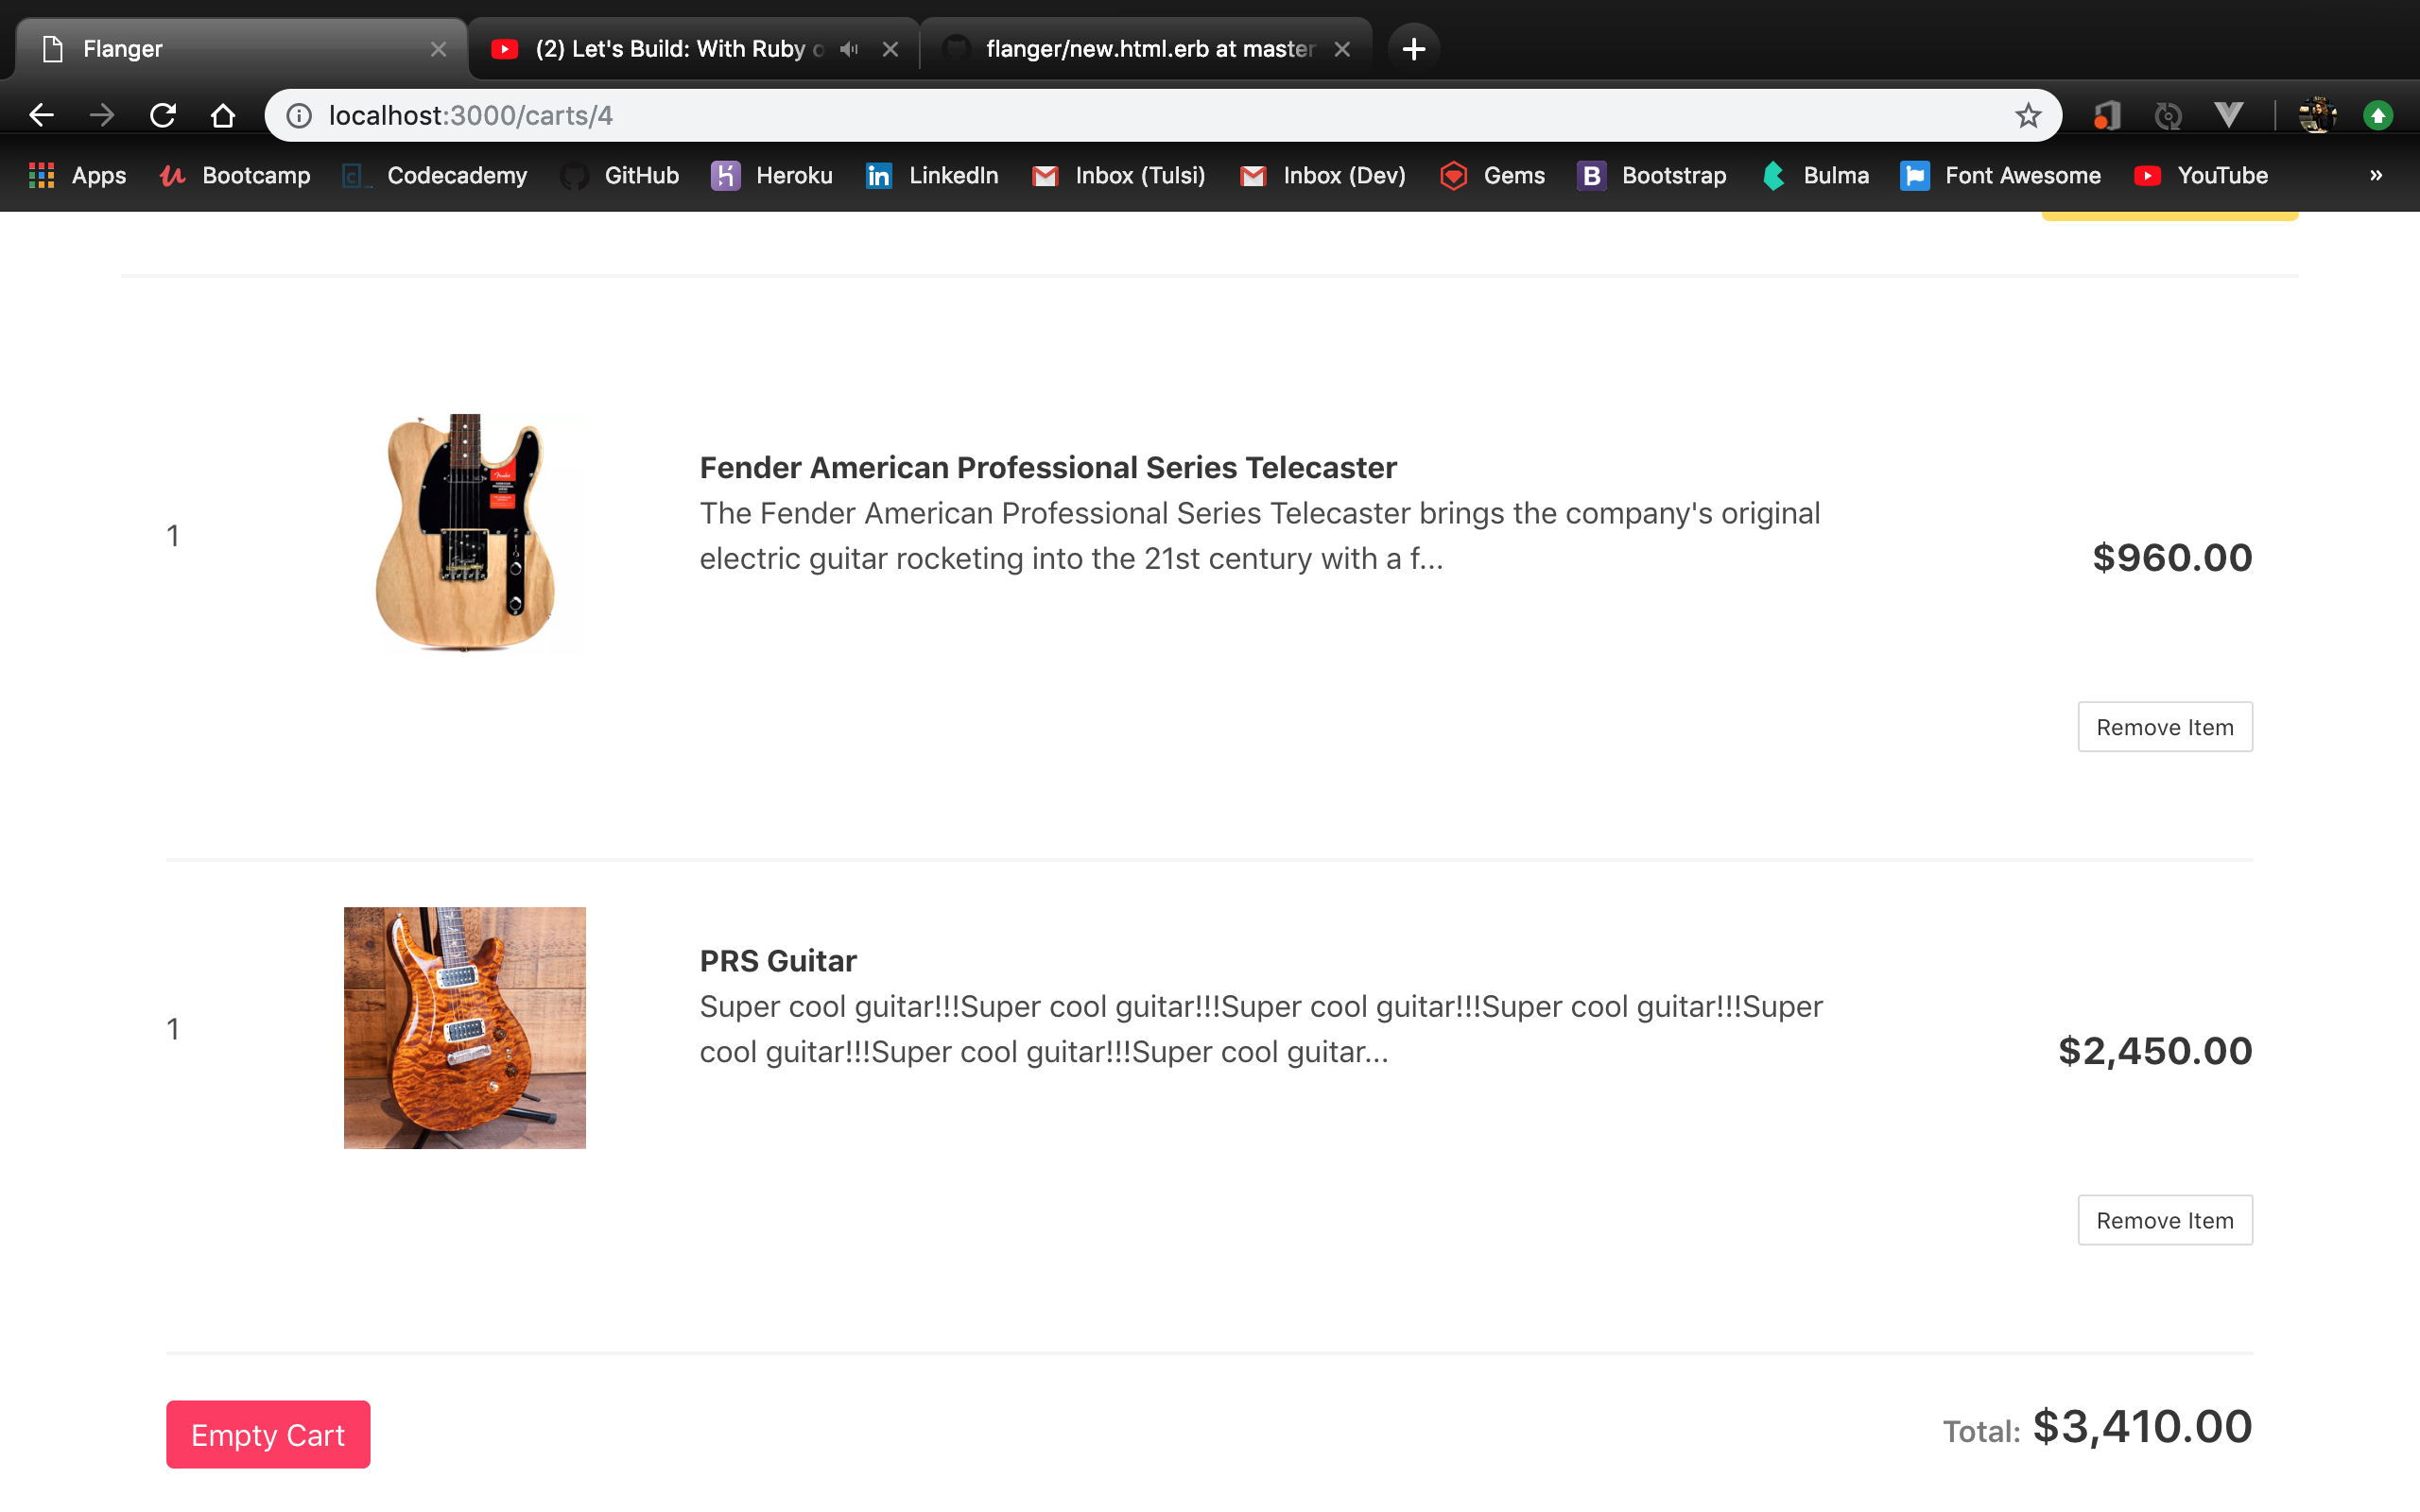 Flanger
(2) Let's Build: With Ruby o
flanger/new.html.erb at master
localhost:3000/carts/4
Apps
Bootcamp
Codecademy
GitHub
Heroku
LinkedIn
Inbox (Tulsi)
Inbox (Dev)
Gems
Bootstrap
Bulma
Font Awesome
YouTube
»
1
Fender American Professional Series Telecaster
The Fender American Professional Series Telecaster brings the company's original
electric guitar rocketing into the 21st century with a f...
$960.00
Remove Item
1
PRS Guitar
Super cool guitar!!!Super cool guitar!!!Super cool guitar!!!Super cool guitar!!!Super
cool guitar!!!Super cool guitar!!!Super cool guitar...
$2,450.00
Remove Item
Empty Cart
Total: $3,410.00